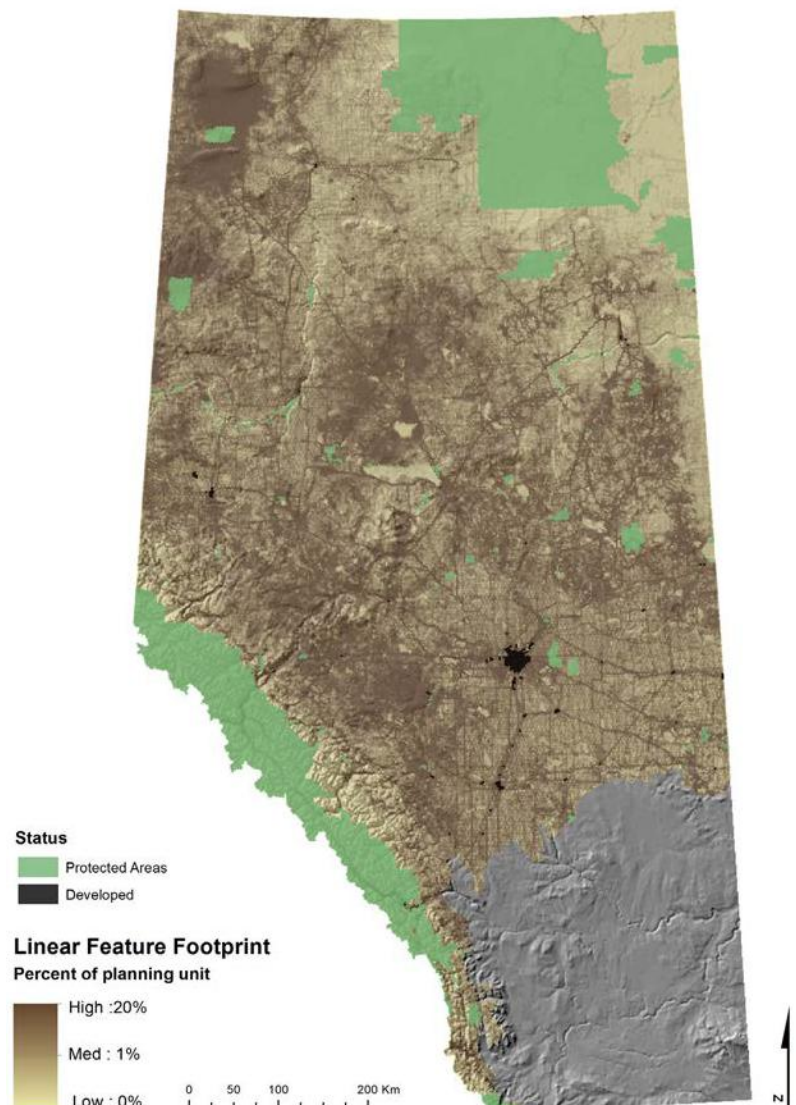 Status
Protected Areas
Developed
Linear Feature Footprint
Percent of planning unit
High :20%
Med : 1%
Low : 0%
0 50 100 200 Km
N